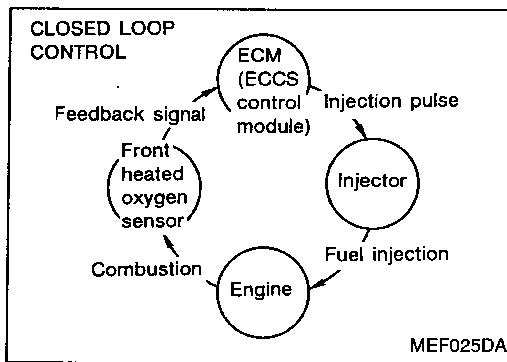 CLOSED LOOP
CONTROL
ECM
(ECCS
control
module)
Feedback signal
Injection pulse
Front
heated
oxygen
sensor
Injector
Combustion
Fuel injection
Engine
MEF025DA